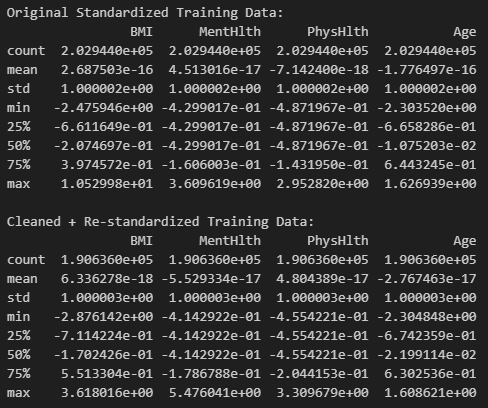 Original Standardized Training Data:
BMI MentHlth PhysHlth Age
count 2.029440e+05 2.029440e+05 2.029440e+05 2.029440e+05
mean 2.687503e-16 4.513016e-17 -7.142400e-18 -1.776497e-16
std 1.000002e+00 1.000002e+00 1.000002e+00 1.000002e+00
min -2.475946e+00 -4.299017e-01 -4.871967e-01 -2.303520e+00
25% -6.611649e-01 -4.299017e-01 -4.871967e-01 -6.658286e-01
50% -2.074697e-01 -4.299017e-01 -4.871967e-01 -1.075203e-02
75% 3.974572e-01 -1.606003e-01 -1.431950e-01 6.443245e-01
max 1.052998e+01 3.609619e+00 2.952820e+00 1.626939e+00
Cleaned + Re-standardized Training Data:
BMI MentHlth PhysHlth Age
count 1.906360e+05 1.906360e+05 1.906360e+05 1.906360e+05
mean 6.336278e-18 -5.529334e-17 4.804389e-17 -2.767463e-17
std 1.000003e+00 1.000003e+00 1.000003e+00 1.000003e+00
min -2.876142e+00 -4.142922e-01 -4.554221e-01 -2.304848e+00
25% -7.114224e-01 -4.142922e-01 -4.554221e-01 -6.742359e-01
50% -1.702426e-01 -4.142922e-01 -4.554221e-01 -2.199114e-02
75% 5.513304e-01 -1.786788e-01 -2.044153e-01 6.302536e-01
max 3.618016e+00 5.476041e+00 3.309679e+00 1.608621e+00